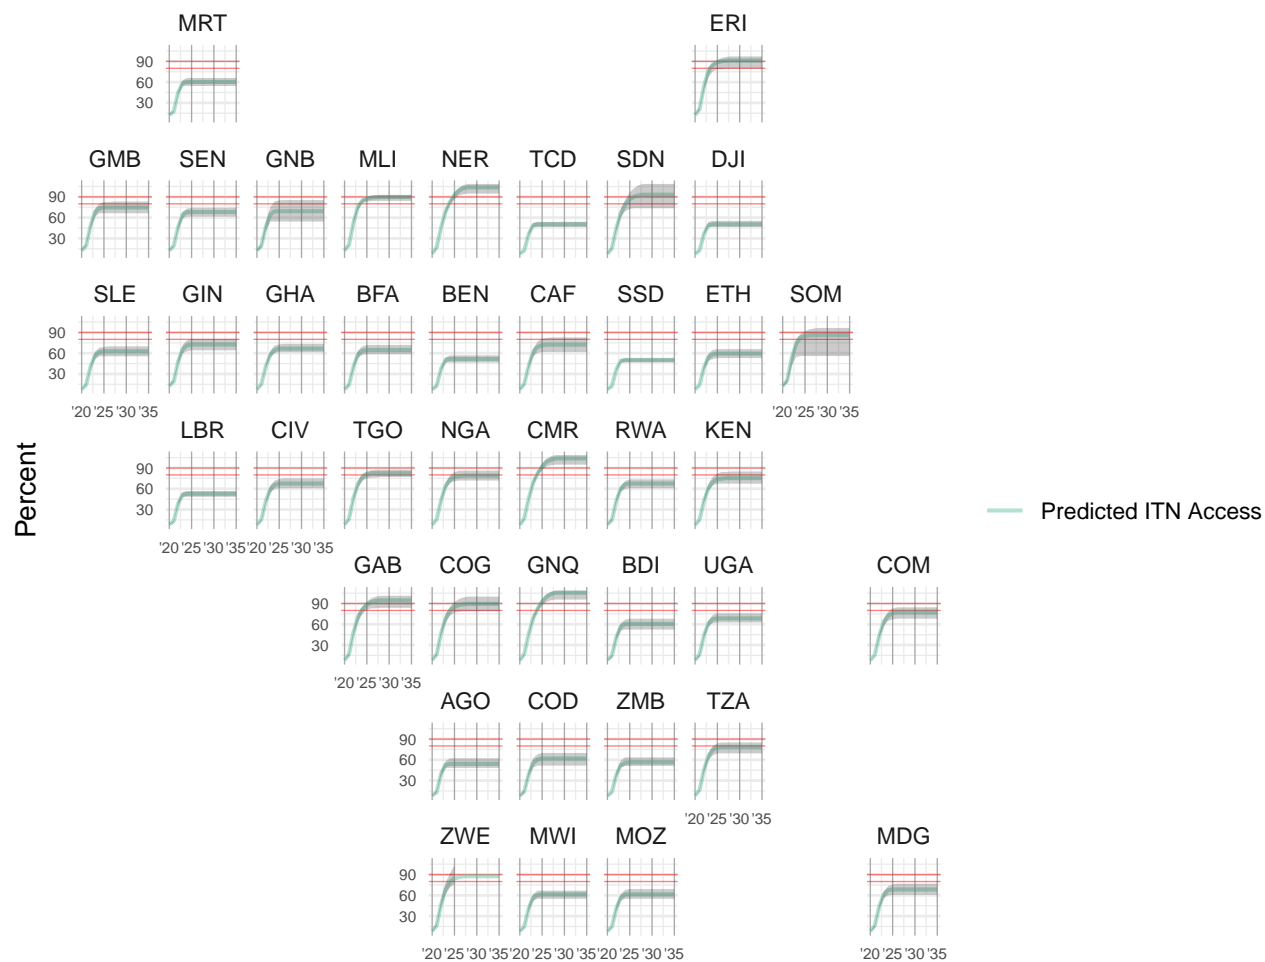 MRT ERI
90
60
30
GMB SEN GNB MLI NER TCD SDN DJI
90
60
30
SLE GIN GHA BFA BEN CAF SSD ETH SOM
90
60
30
'20 '25 '30 '35 '20 '25 '30 '35
LBR CIV TGO NGA CMR RWA KEN
90
60
30
'20 '25 '30 '35 '20 '25 '30 '35
Percent
Predicted ITN Access
GAB COG GNQ BDI UGA COM
90
60
30
'20 '25 '30 '35
AGO COD ZMB TZA
90
60
30
'20 '25 '30 '35
ZWE MWI MOZ MDG
90
60
30
'20 '25 '30 '35 '20 '25 '30 '35 '20 '25 '30 '35 '20 '25 '30 '35